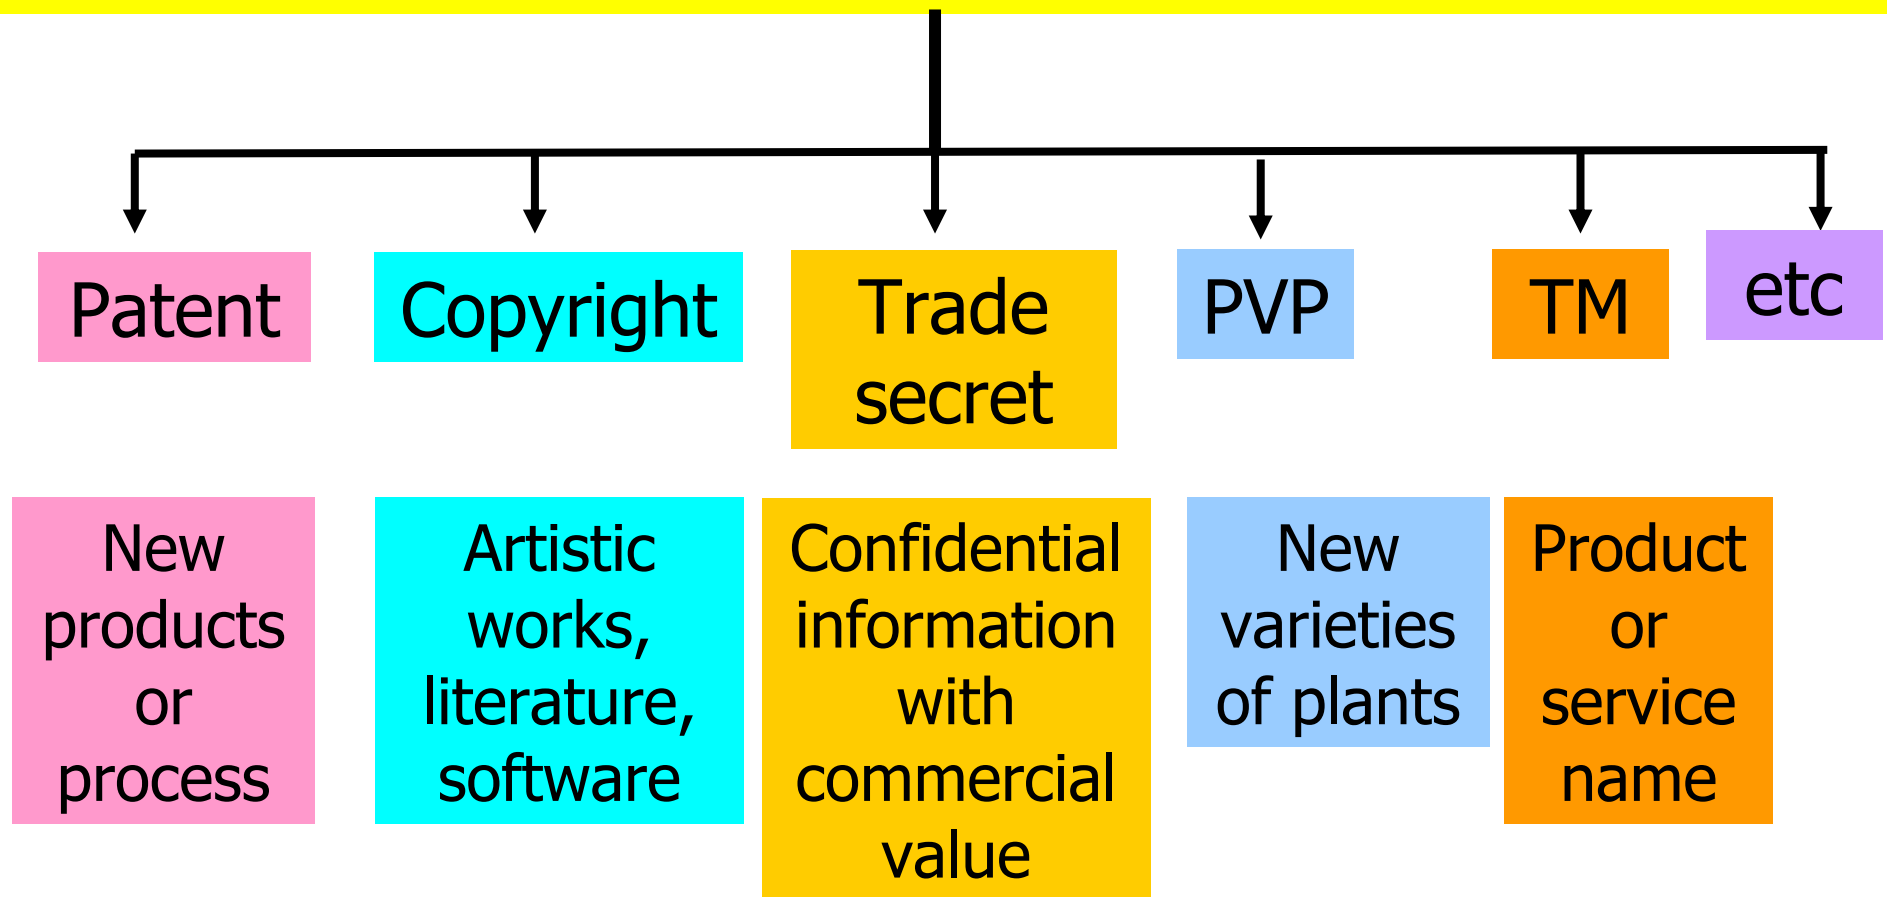 Patent
Copyright
Trade
secret
PVP
TM
etc
New
products
or
process
Artistic
works,
literature,
software
Confidential
information
with
commercial
value
New
varieties
of plants
Product
or
service
name